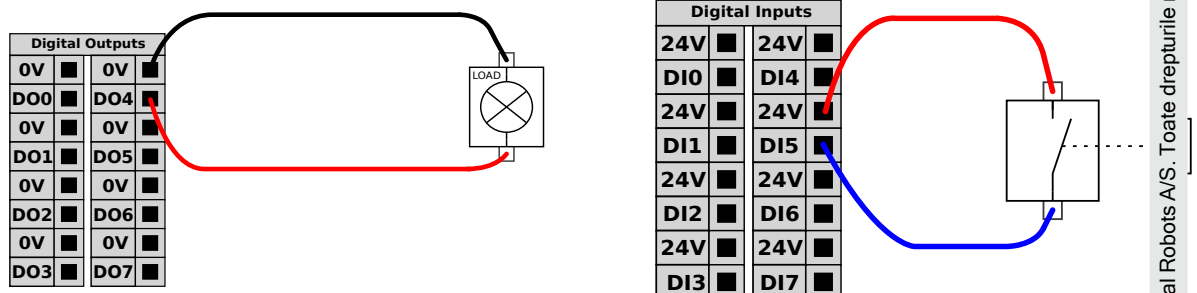 Digital Outputs
0V 0V
DO0 DO4
0V 0V
DO1 DO5
0V 0V
DO2 DO6
0V 0V
DO3 DO7
LOAD
Digital Inputs
24V 24V
DI0 DI4
24V 24V
DI1 DI5
24V 24V
DI2 DI6
24V 24V
DI3 DI7
Robots A/S. Toate drepturile